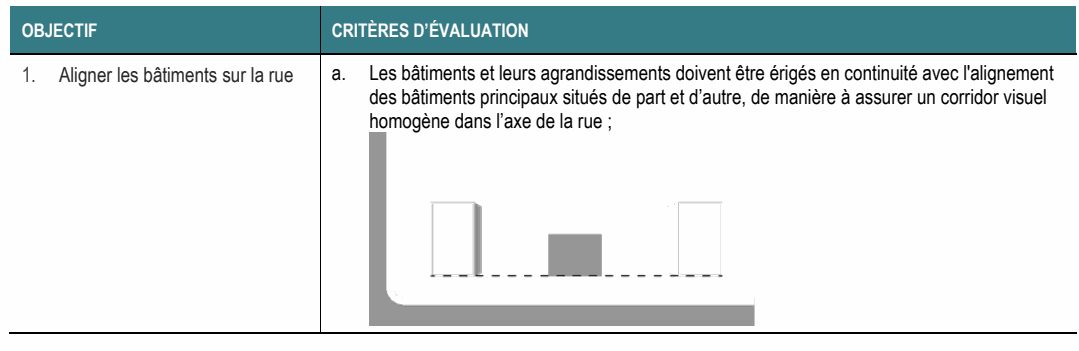 OBJECTIF
CRITÈRES D’ÉVALUATION
1. Aligner les bâtiments sur la rue
a. Les bâtiments et leurs agrandissements doivent être érigés en continuité avec l'alignement
des bâtiments principaux situés de part et d’autre, de manière à assurer un corridor visuel
homogène dans l’axe de la rue ;